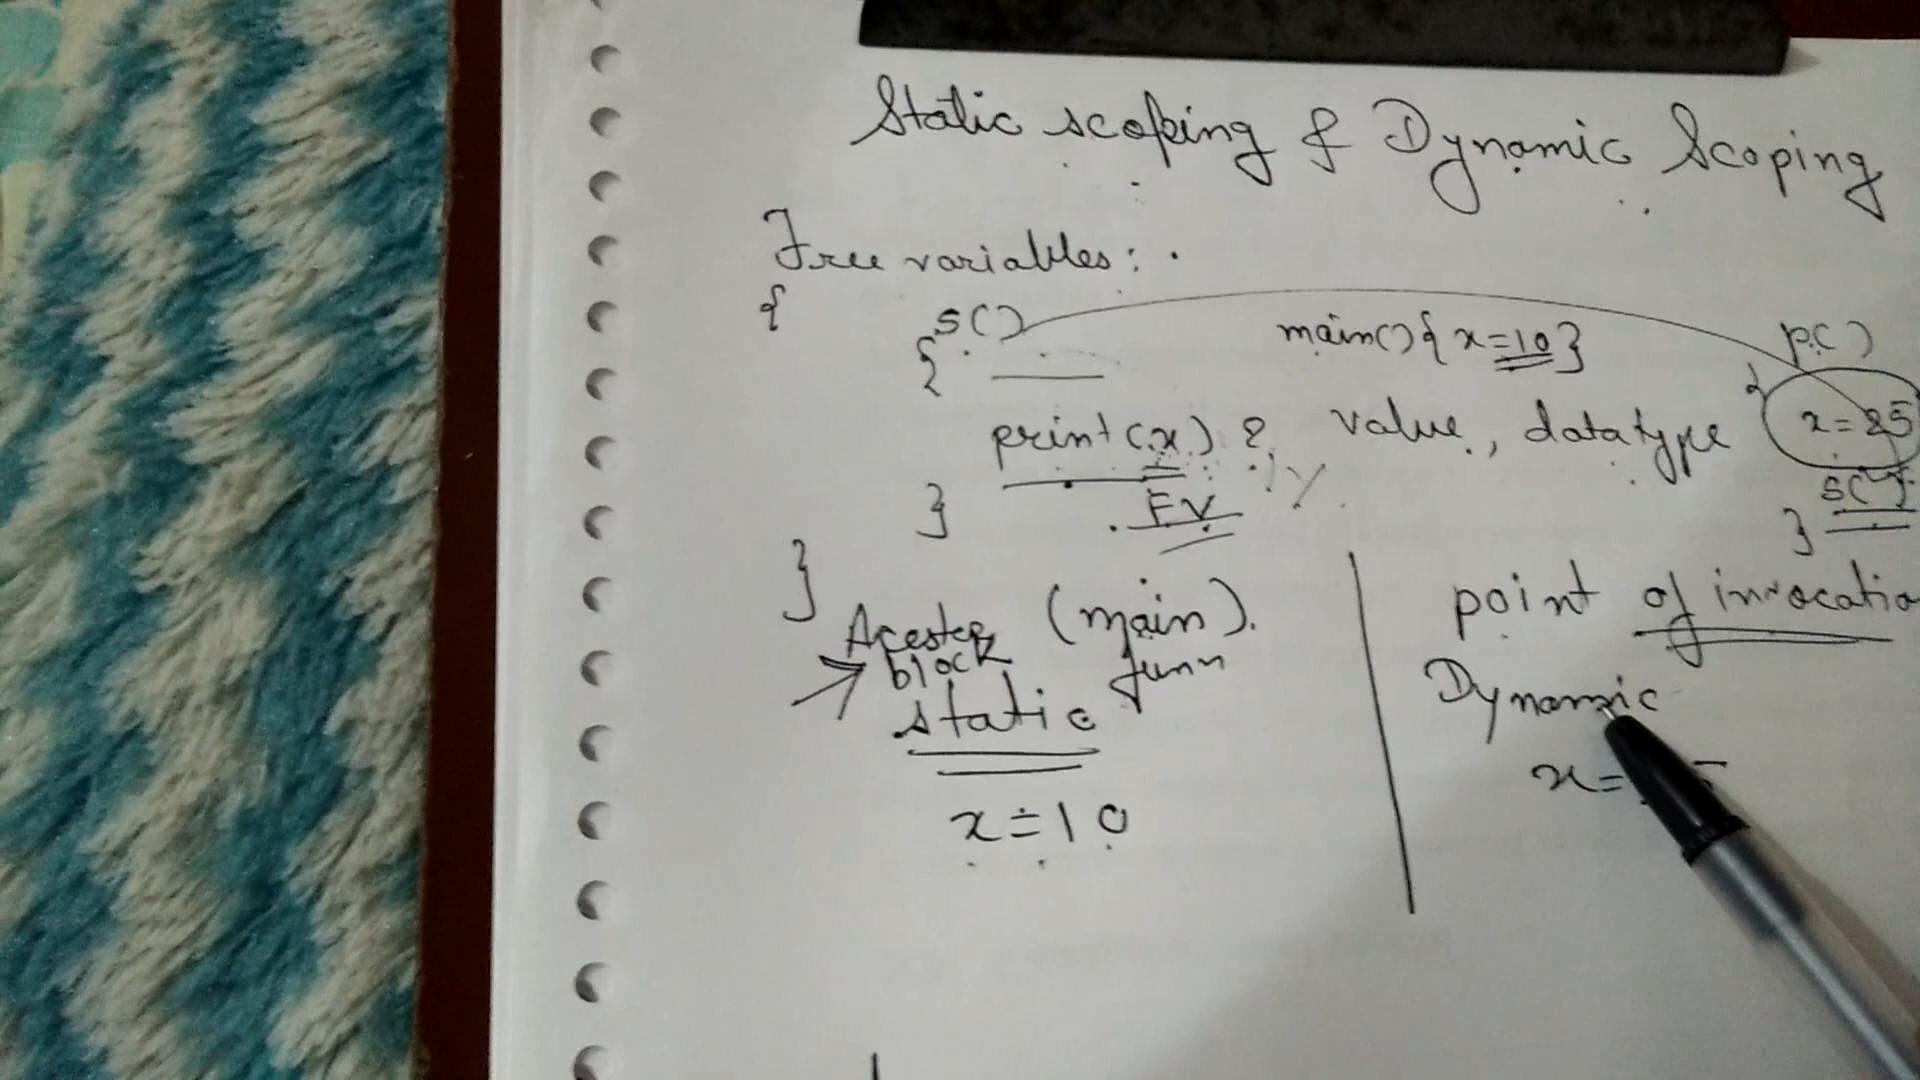 Static scoping & Dynamic Scoping
Free variables:
{
s()
{
main(){x=10}
p()
{
x=25
print(x)? value, datatype
FV
s()
}
}
}
Acester (main).
block funn
static
x=10
point of invocatio
Dynamic
x=